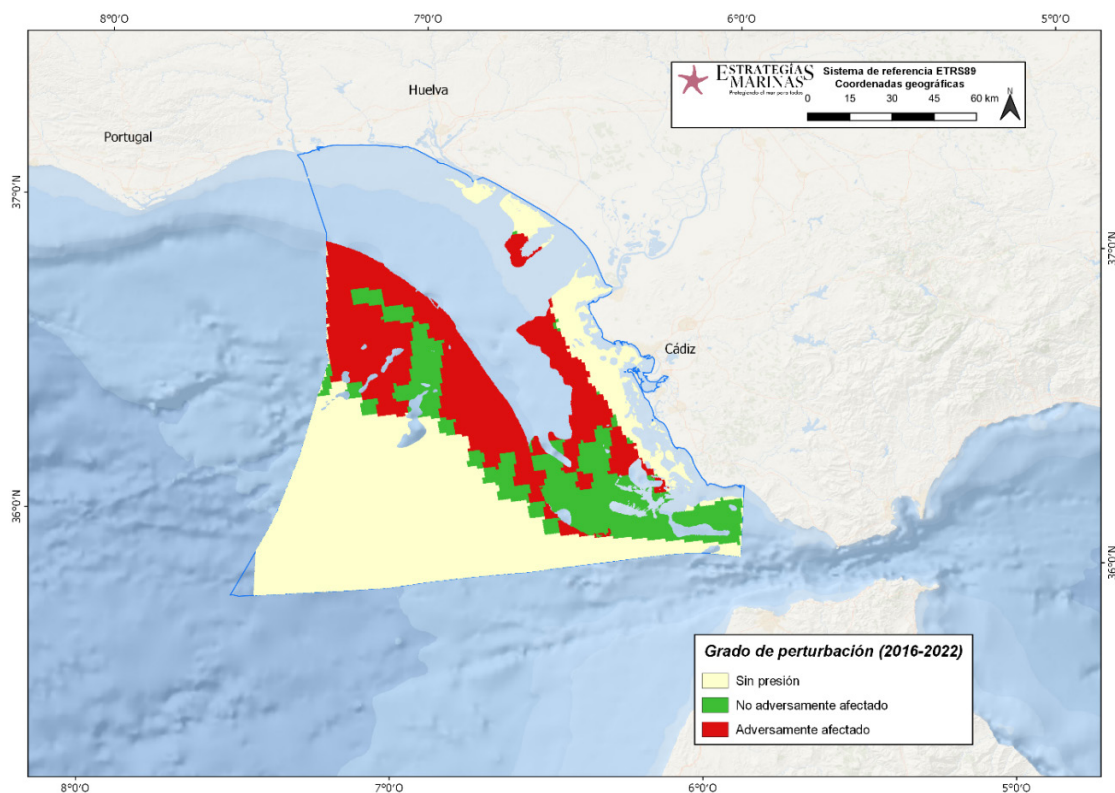 8°0'O 7°0'O 6°0'O 5°0'O
ESTRATEGIAS
MARINAS
Protegiendo el mar para todos
Sistema de referencia ETRS89
Coordenadas geográficas
0 15 30 45 60 km
N
Huelva
Portugal
37°0'N
37°0'N
Cádiz
36°0'N
36°0'N
Grado de perturbación (2016-2022)
Sin presión
No adversamente afectado
Adversamente afectado
8°0'O 7°0'O 6°0'O 5°0'O